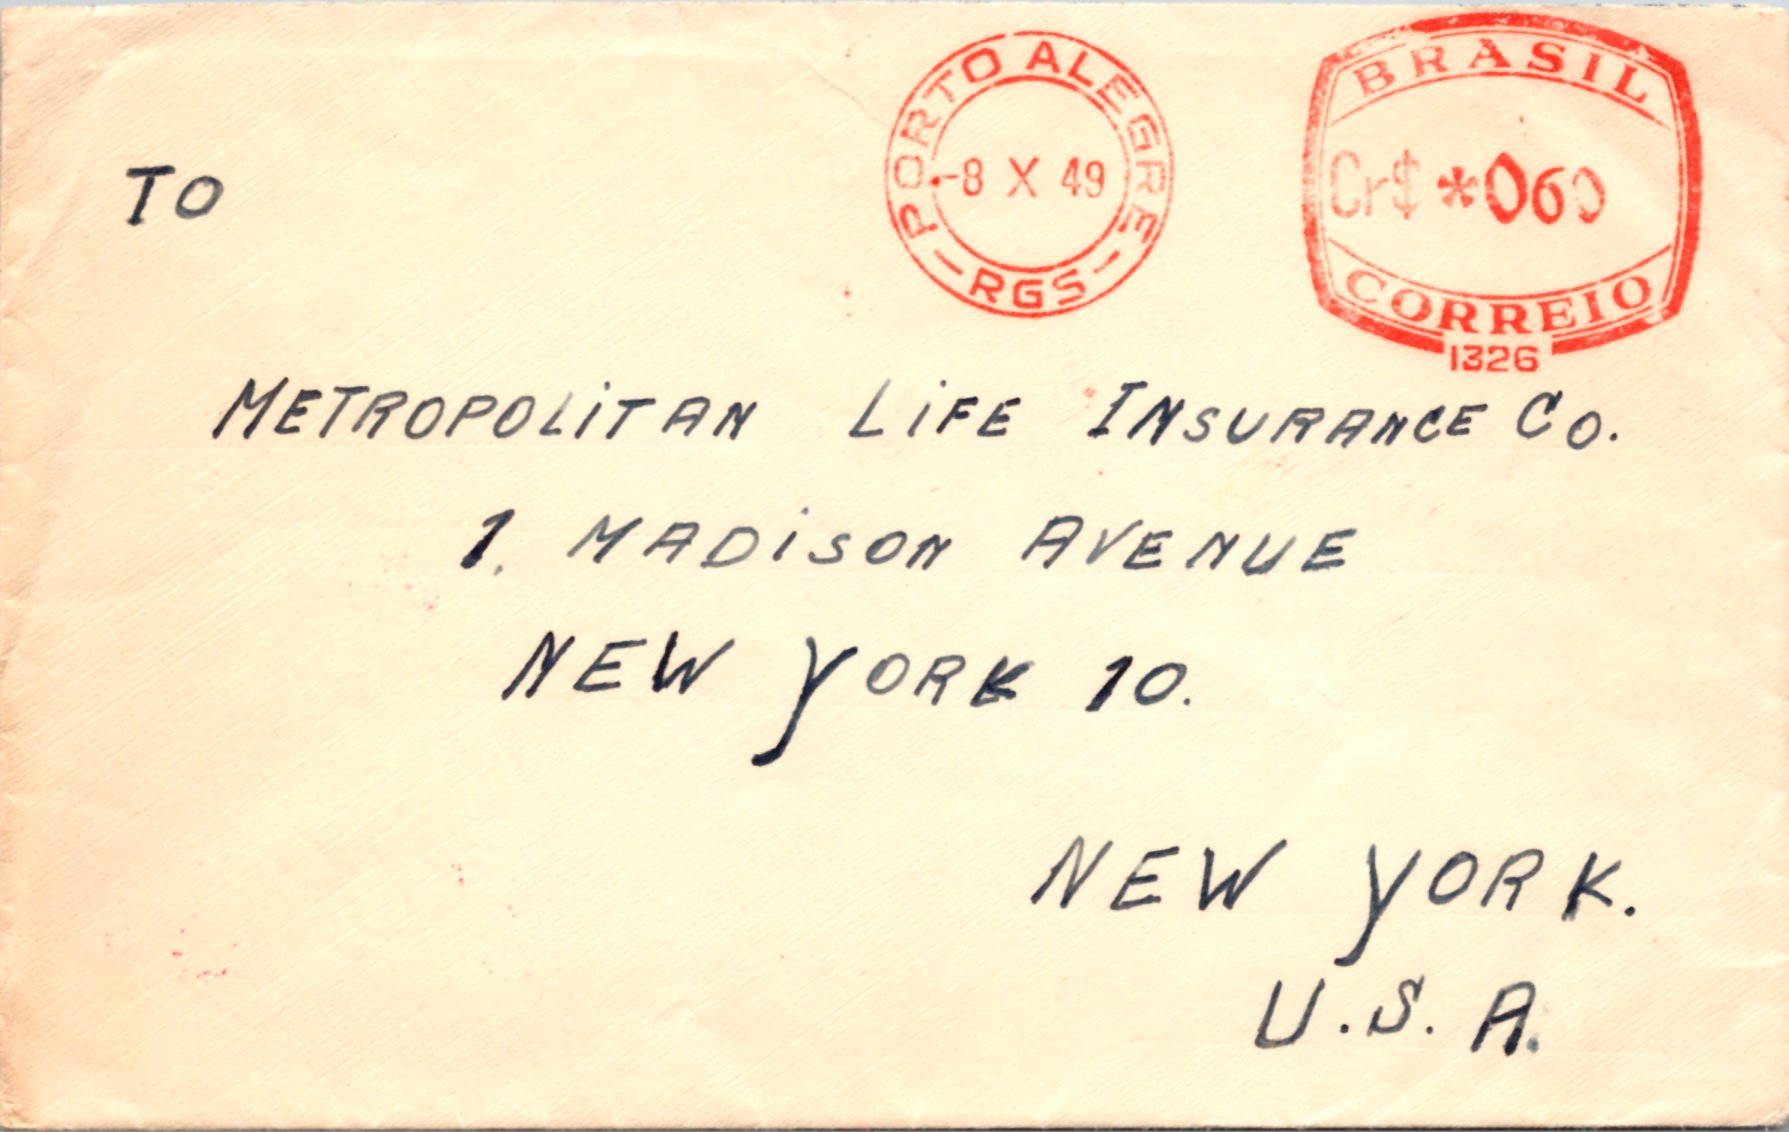 PORTO ALEGRE
-8 X 49
RGS
BRASIL
Cr$ *060
CORREIO
1326
TO
METROPOLITAN LIFE INSURANCE CO.
1. MADISON AVENUE
NEW YORK 10.
NEW YORK.
U.S.A.